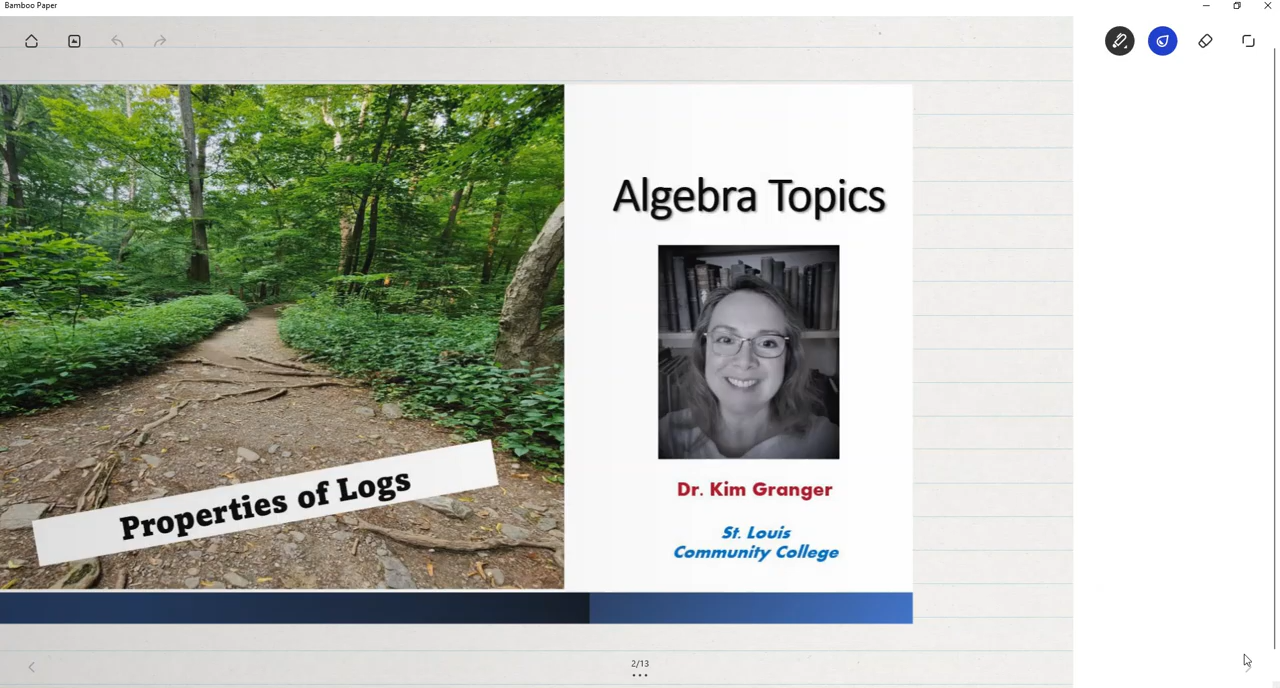 Bamboo Paper
Algebra Topics
Properties of Logs
Dr. Kim Granger
St. Louis
Community College
2/13